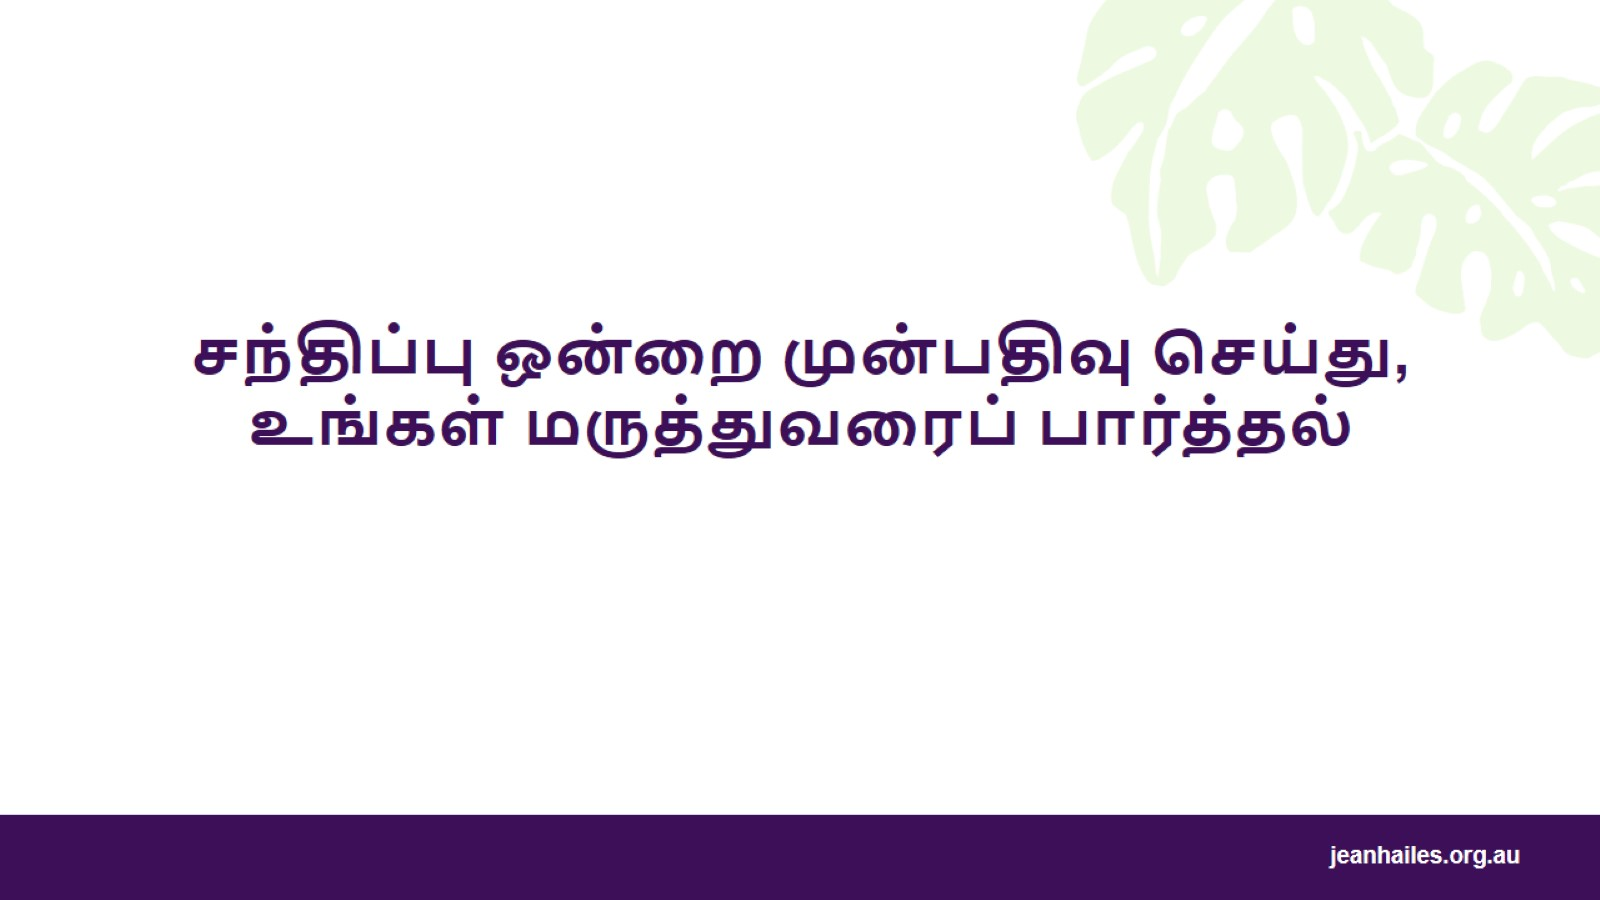 சந்திப்பு ஒன்றை முன்பதிவு செய்து,
உங்கள் மருத்துவரைப் பார்த்தல்
jeanhailes.org.au